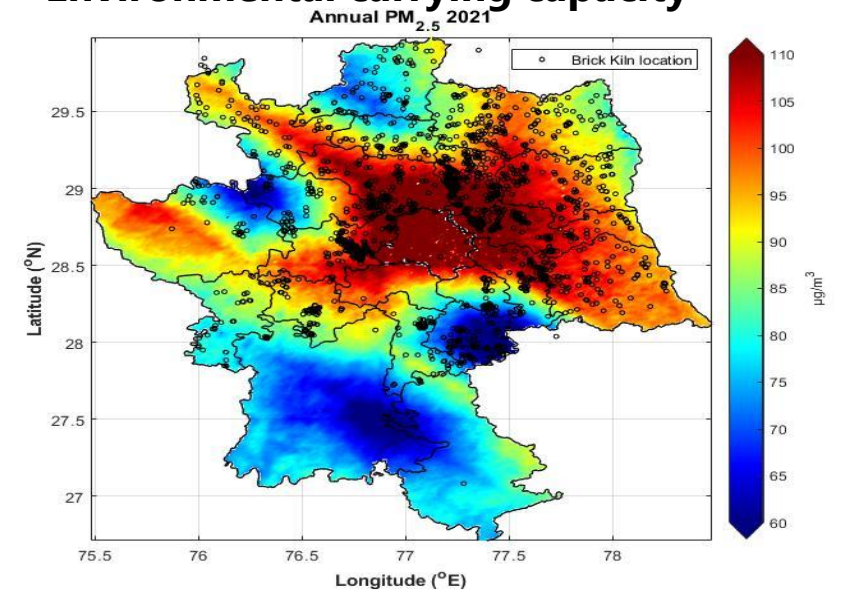 Environmental carrying capacity
Annual PM2.5 2021
Brick Kiln location
110
105
100
95
90
85
80
75
70
65
60
µg/m3
29.5
29
28.5
28
27.5
27
Latitude (oN)
75.5 76 76.5 77 77.5 78
Longitude (oE)